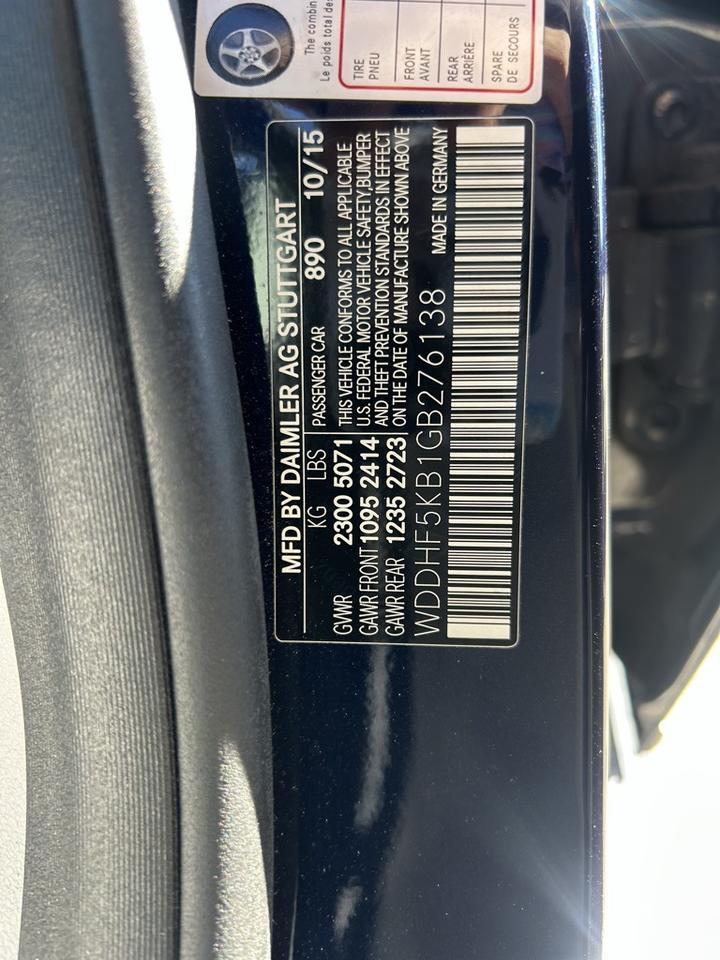 The combin
Le poids total de
TIRE
PNEU
FRONT
AVANT
REAR
ARRIÈRE
SPARE
DE SECOURS
MFD BY DAIMLER AG STUTTGART
KG LBS PASSENGER CAR 890 10/15
GVWR 2300 5071
GAWR FRONT 1095 2414
GAWR REAR 1235 2723
THIS VEHICLE CONFORMS TO ALL APPLICABLE
U.S. FEDERAL MOTOR VEHICLE SAFETY,BUMPER
AND THEFT PREVENTION STANDARDS IN EFFECT
ON THE DATE OF MANUFACTURE SHOWN ABOVE
WDDHF5KB1GB276138 MADE IN GERMANY